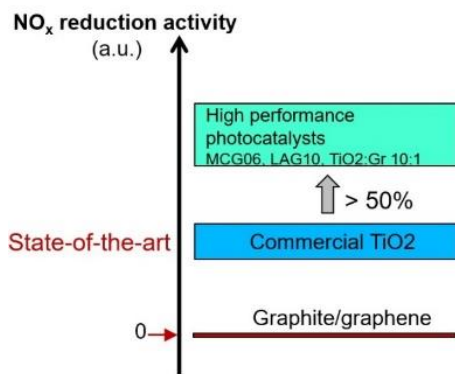 NOx reduction activity
(a.u.)
High performance
photocatalysts
MCG06, LAG10, TiO2:Gr 10:1
> 50%
State-of-the-art
Commercial TiO2
Graphite/graphene
0